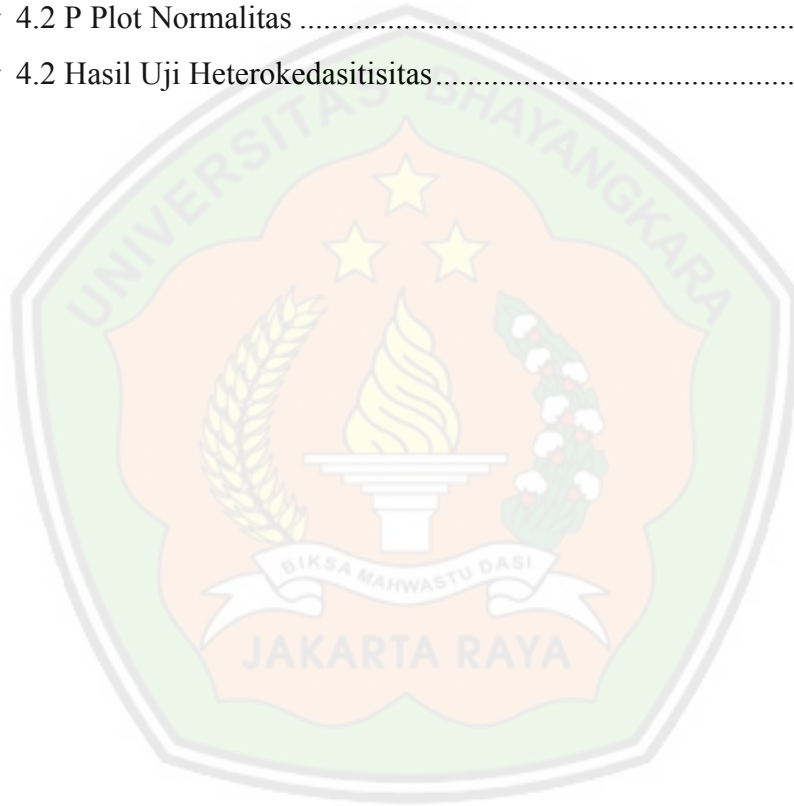 4.2 P Plot Normalitas ....................................................................
4.2 Hasil Uji Heterokedasitisitas.................................................
UNIVERSITAS BHAYANGKARA
BIKSA MAHWASTU DASI
JAKARTA RAYA